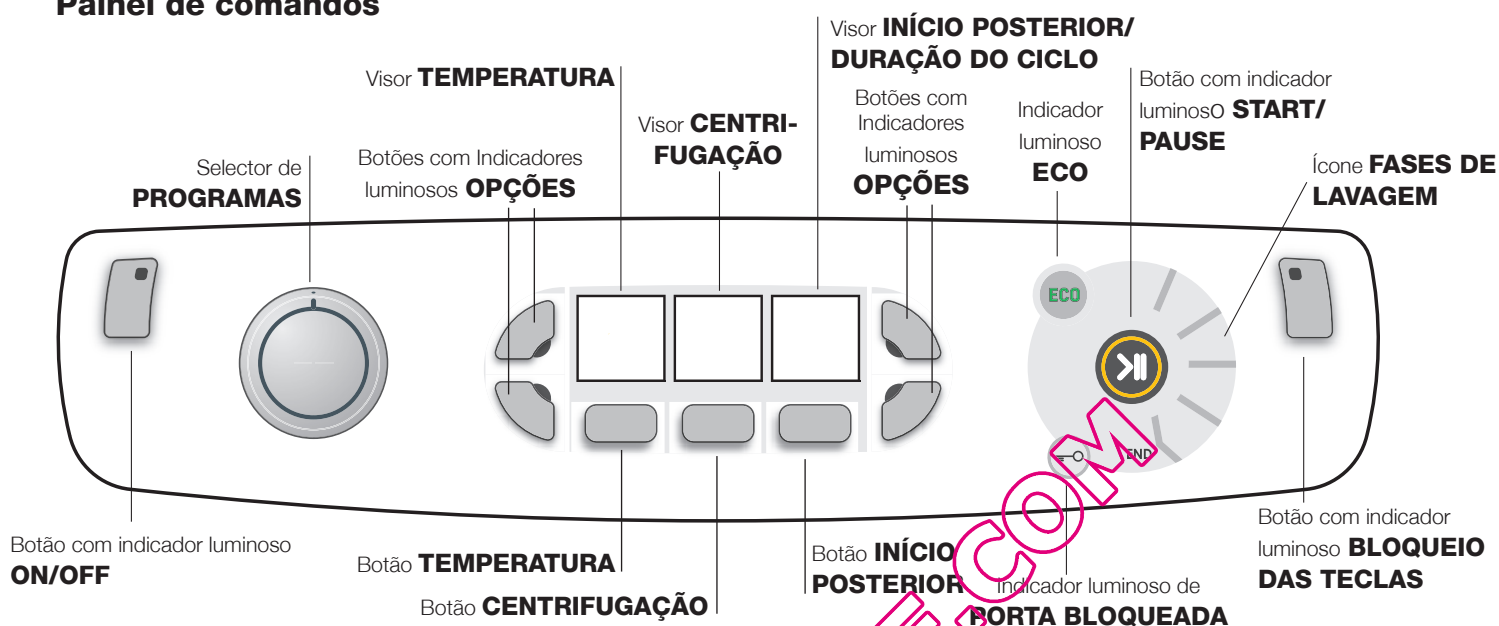 Painel de comandos
Visor INÍCIO POSTERIOR/
DURAÇÃO DO CICLO
Visor TEMPERATURA
Botão com indicador
luminosO START/
PAUSE
Botões com
Indicadores
luminosos
OPÇÕES
Indicador
luminoso
ECO
Visor CENTRI-
FUGAÇÃO
Botões com Indicadores
luminosos OPÇÕES
Selector de
PROGRAMAS
Ícone FASES DE
LAVAGEM
ECO
END
Botão com indicador luminoso
ON/OFF
Botão TEMPERATURA
Botão CENTRIFUGAÇÃO
Botão INÍCIO
POSTERIOR
Indicador luminoso de
PORTA BLOQUEADA
Botão com indicador
luminoso BLOQUEIO
DAS TECLAS
E.COM